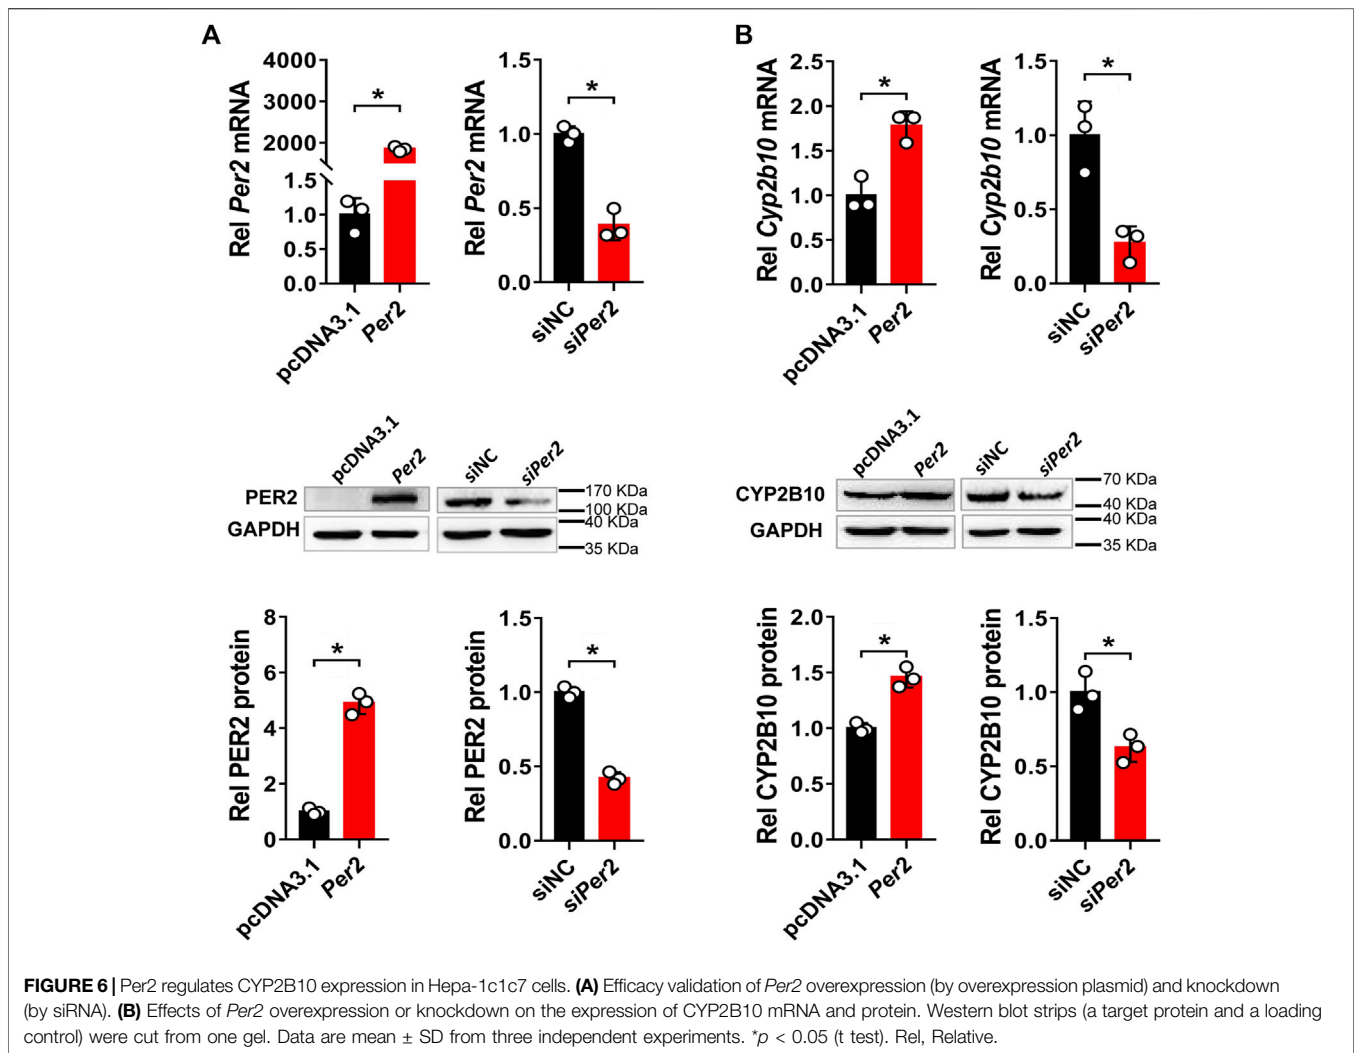 A
B
Rel Per2 mRNA
4000
3000
2000
1.5
1.0
0.5
0.0
*
pcDNA3.1
Per2
Rel Per2 mRNA
1.5
1.0
0.5
0.0
*
siNC
siPer2
Rel Cyp2b10 mRNA
2.5
2.0
1.5
1.0
0.5
0.0
*
pcDNA3.1
Per2
Rel Cyp2b10 mRNA
1.5
1.0
0.5
0.0
*
siNC
siPer2
pcDNA3.1
Per2
siNC
siPer2
PER2
GAPDH
170 KDa
100 KDa
40 KDa
35 KDa
pcDNA3.1
Per2
siNC
siPer2
CYP2B10
GAPDH
70 KDa
40 KDa
40 KDa
35 KDa
Rel PER2 protein
8
6
4
2
0
*
pcDNA3.1
Per2
Rel PER2 protein
1.5
1.0
0.5
0.0
*
siNC
siPer2
Rel CYP2B10 protein
2.0
1.5
1.0
0.5
0.0
*
pcDNA3.1
Per2
Rel CYP2B10 protein
1.5
1.0
0.5
0.0
*
siNC
siPer2
FIGURE 6 | Per2 regulates CYP2B10 expression in Hepa-1c1c7 cells. (A) Efficacy validation of Per2 overexpression (by overexpression plasmid) and knockdown
(by siRNA). (B) Effects of Per2 overexpression or knockdown on the expression of CYP2B10 mRNA and protein. Western blot strips (a target protein and a loading
control) were cut from one gel. Data are mean ± SD from three independent experiments. *p < 0.05 (t test). Rel, Relative.